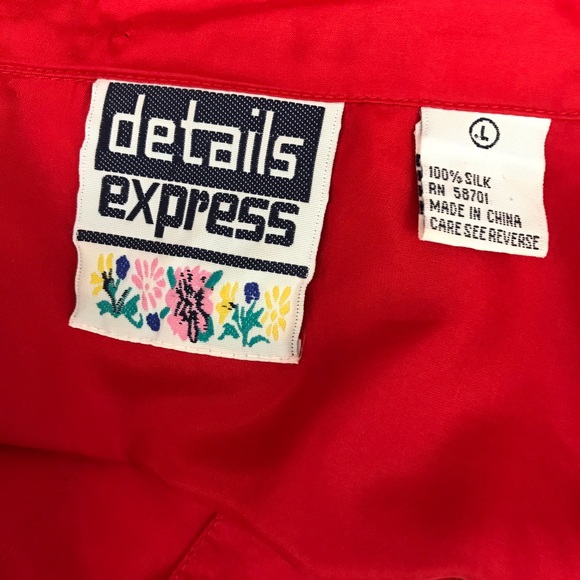 details
express
L
100% SILK
RN 58701
MADE IN CHINA
CARE SEE REVERSE